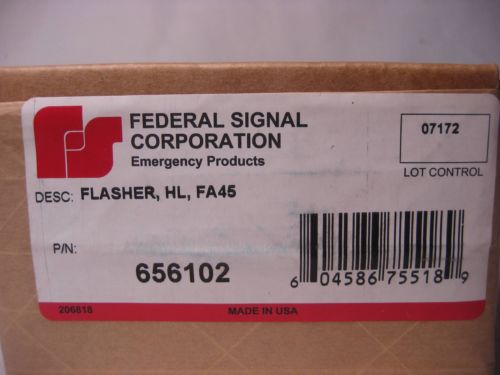 FEDERAL SIGNAL
CORPORATION
Emergency Products
07172
LOT CONTROL
DESC: FLASHER, HL, FA45
P/N:
656102
6 04586 75518 9
206818
MADE IN USA